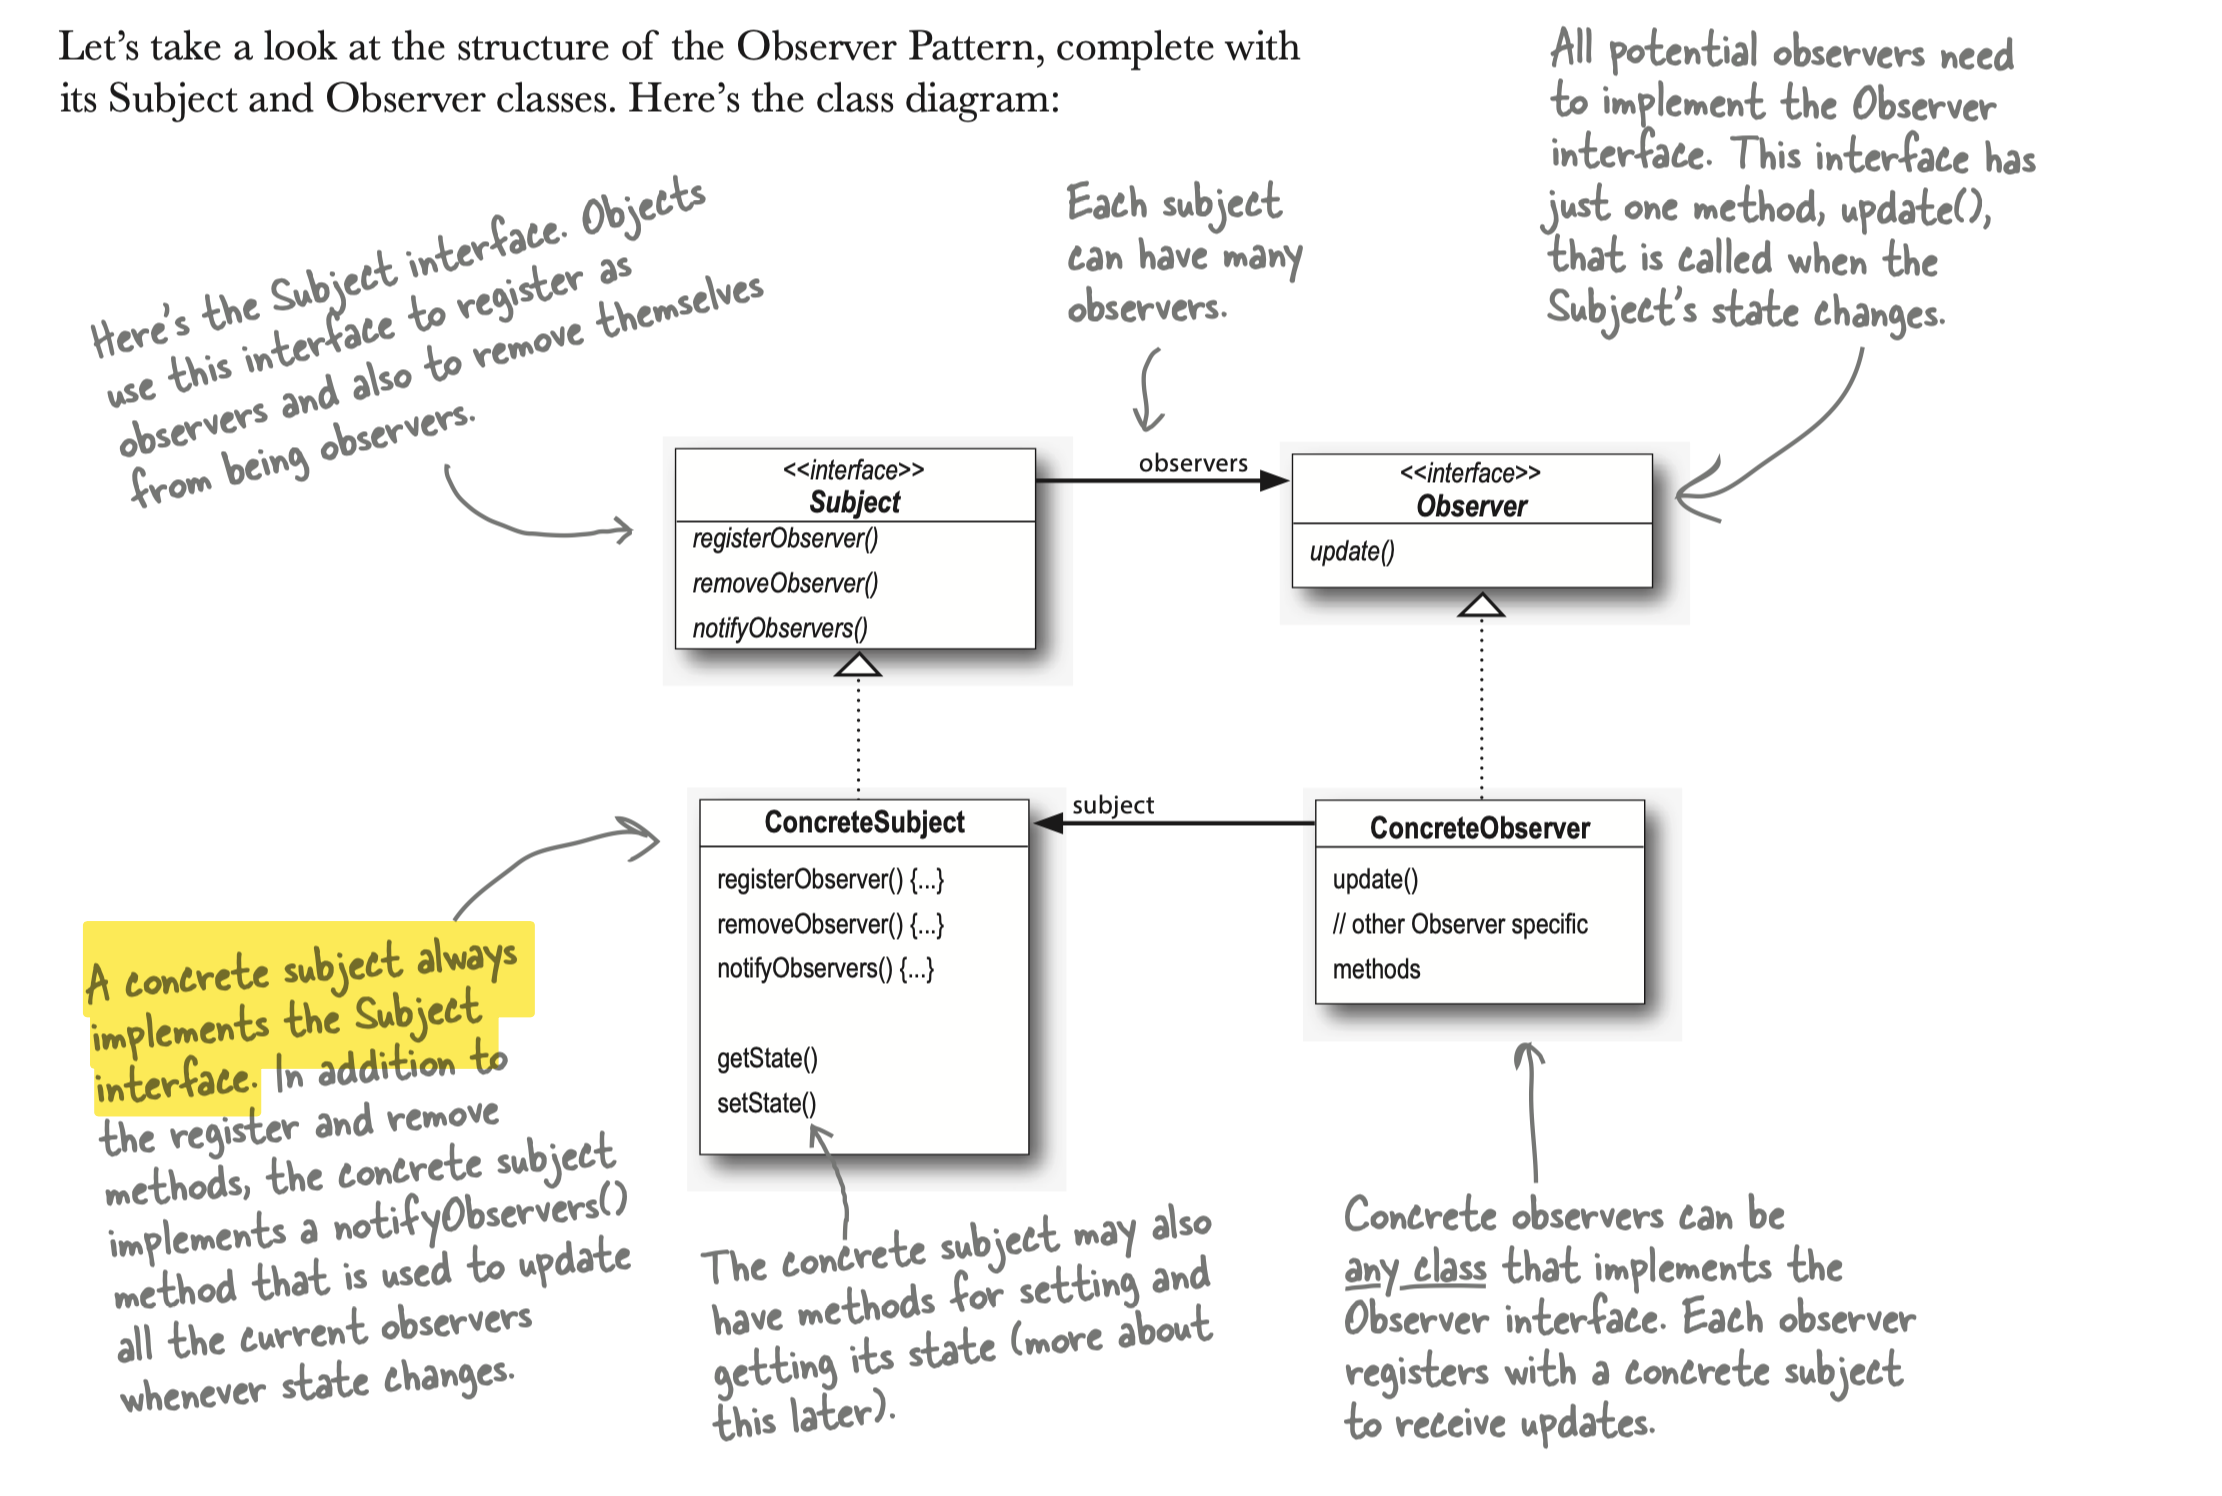 Let's take a look at the structure of the Observer Pattern, complete with
its Subject and Observer classes. Here's the class diagram:
Here's the Subject interface. Objects
use this interface to register as
observers and also to remove themselves
from being observers.
Each subject
can have many
observers.
All potential observers need
to implement the Observer
interface. This interface has
just one method, update(),
that is called when the
Subject's state changes.
<<interface>>
Subject
registerObserver()
removeObserver()
notifyObservers()
observers
<<interface>>
Observer
update()
ConcreteSubject
registerObserver() {...}
removeObserver() {...}
notifyObservers() {...}
getState()
setState()
subject
ConcreteObserver
update()
// other Observer specific
methods
A concrete subject always
implements the Subject
interface. In addition to
the register and remove
methods, the concrete subject
implements a notifyObservers()
method that is used to update
all the current observers
whenever state changes.
The concrete subject may also
have methods for setting and
getting its state (more about
this later).
Concrete observers can be
any class that implements the
Observer interface. Each observer
registers with a concrete subject
to receive updates.